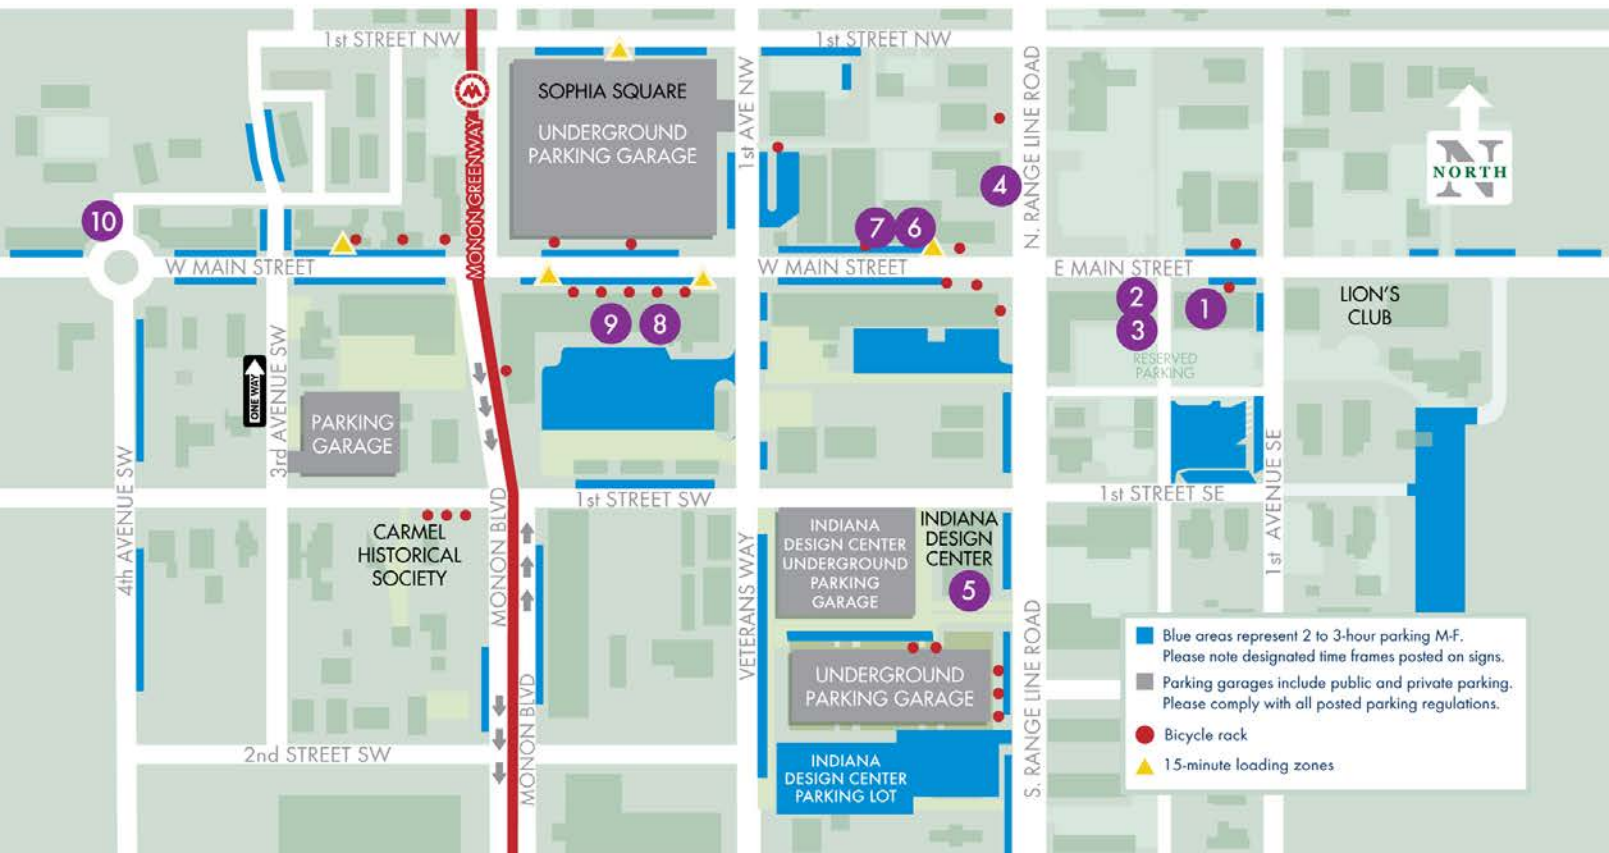 1st STREET NW
1st STREET NW
SOPHIA SQUARE
UNDERGROUND
PARKING GARAGE
MONON GREENWAY
1st AVE NW
N. RANGE LINE ROAD
N
NORTH
4
10
7
6
W MAIN STREET
W MAIN STREET
E MAIN STREET
2
3
1
LION'S
CLUB
9
8
RESERVED
PARKING
ONE WAY
3rd AVENUE SW
PARKING
GARAGE
4th AVENUE SW
1st STREET SW
1st STREET SE
1st AVENUE SE
MONON BLVD
CARMEL
HISTORICAL
SOCIETY
INDIANA
DESIGN CENTER
UNDERGROUND
PARKING
GARAGE
INDIANA
DESIGN
CENTER
5
VETERANS WAY
S. RANGE LINE ROAD
UNDERGROUND
PARKING GARAGE
MONON BLVD
2nd STREET SW
INDIANA
DESIGN CENTER
PARKING LOT
Blue areas represent 2 to 3-hour parking M-F.
Please note designated time frames posted on signs.
Parking garages include public and private parking.
Please comply with all posted parking regulations.
Bicycle rack
15-minute loading zones